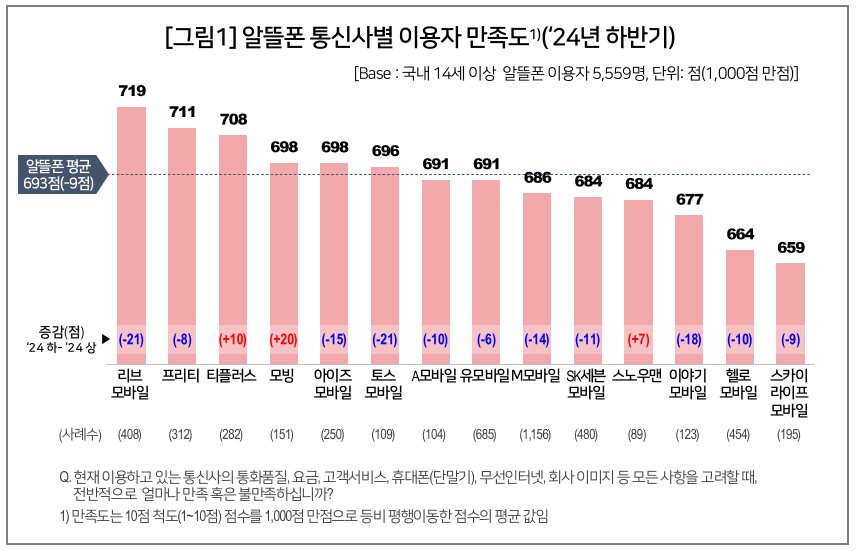 [그림1] 알뜰폰 통신사별 이용자 만족도1)(‘24년 하반기)
[Base : 국내 14세 이상 알뜰폰 이용자 5,559명, 단위: 점(1,000점 만점)]
719 711 708 698 698 696 691 691 686 684 684 677 664 659
알뜰폰 평균
693점(-9점)
증감(점)
‘24 하- ‘24 상
(-21) (-8) (+10) (+20) (-15) (-21) (-10) (-6) (-14) (-11) (+7) (-18) (-10) (-9)
리브 프리티 티플러스 모빙 아이즈 토스 A모바일 유모바일 M모바일 SK세븐 스노우맨 이야기 헬로 스카이
모바일 모바일 모바일 모바일 모바일 모바일 라이프
모바일
(사례수) (408) (312) (282) (151) (250) (109) (104) (685) (1,156) (480) (89) (123) (454) (195)
Q. 현재 이용하고 있는 통신사의 통화품질, 요금, 고객서비스, 휴대폰(단말기), 무선인터넷, 회사 이미지 등 모든 사항을 고려할 때,
전반적으로 얼마나 만족 혹은 불만족하십니까?
1) 만족도는 10점 척도(1~10점) 점수를 1,000점 만점으로 등비 평행이동한 점수의 평균 값임